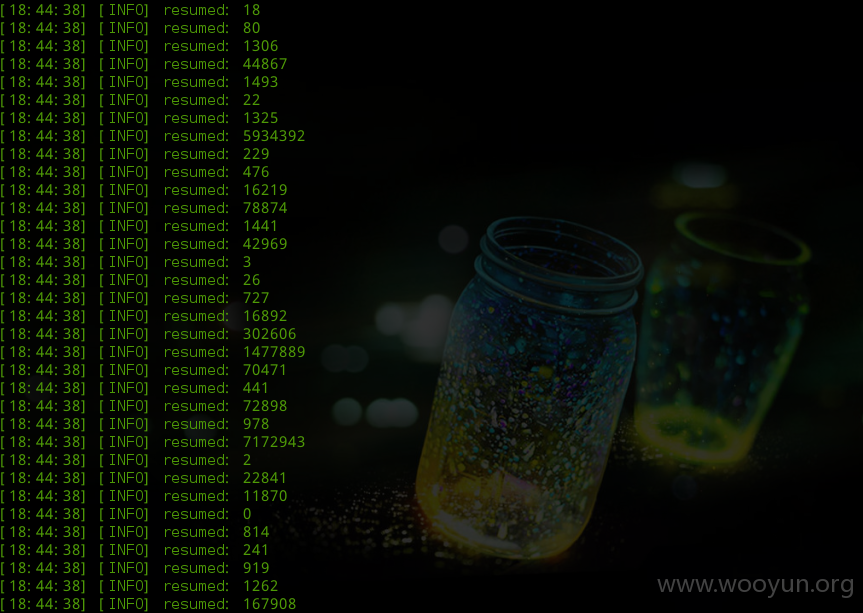 [18:44:38] [INFO] resumed: 18
[18:44:38] [INFO] resumed: 80
[18:44:38] [INFO] resumed: 1306
[18:44:38] [INFO] resumed: 44867
[18:44:38] [INFO] resumed: 1493
[18:44:38] [INFO] resumed: 22
[18:44:38] [INFO] resumed: 1325
[18:44:38] [INFO] resumed: 5934392
[18:44:38] [INFO] resumed: 229
[18:44:38] [INFO] resumed: 476
[18:44:38] [INFO] resumed: 16219
[18:44:38] [INFO] resumed: 78874
[18:44:38] [INFO] resumed: 1441
[18:44:38] [INFO] resumed: 42969
[18:44:38] [INFO] resumed: 3
[18:44:38] [INFO] resumed: 26
[18:44:38] [INFO] resumed: 727
[18:44:38] [INFO] resumed: 16892
[18:44:38] [INFO] resumed: 302606
[18:44:38] [INFO] resumed: 1477889
[18:44:38] [INFO] resumed: 70471
[18:44:38] [INFO] resumed: 441
[18:44:38] [INFO] resumed: 72898
[18:44:38] [INFO] resumed: 978
[18:44:38] [INFO] resumed: 7172943
[18:44:38] [INFO] resumed: 2
[18:44:38] [INFO] resumed: 22841
[18:44:38] [INFO] resumed: 11870
[18:44:38] [INFO] resumed: 0
[18:44:38] [INFO] resumed: 814
[18:44:38] [INFO] resumed: 241
[18:44:38] [INFO] resumed: 919
[18:44:38] [INFO] resumed: 1262
[18:44:38] [INFO] resumed: 167908
www.wooyun.org